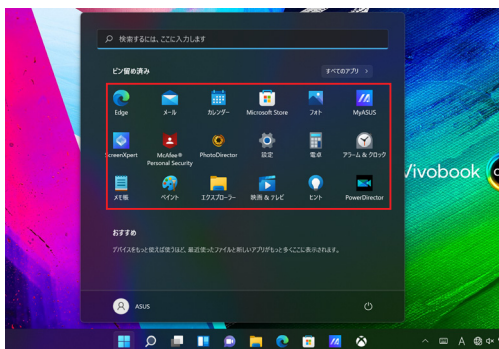 検索するには、ここに入力します
ピン留め済み
すべてのアプリ >
Edge
メール
カレンダー
Microsoft Store
フォト
MyASUS
ScreenXpert
McAfee®
Personal Security
PhotoDirector
設定
電卓
アラーム & クロック
メモ帳
ペイント
エクスプローラー
映画 & テレビ
ヒント
PowerDirector
Vivobook
おすすめ
デバイスをもっと使えば使うほど、最近使ったファイルと新しいアプリがもっと多くここに表示されます。
ASUS
A